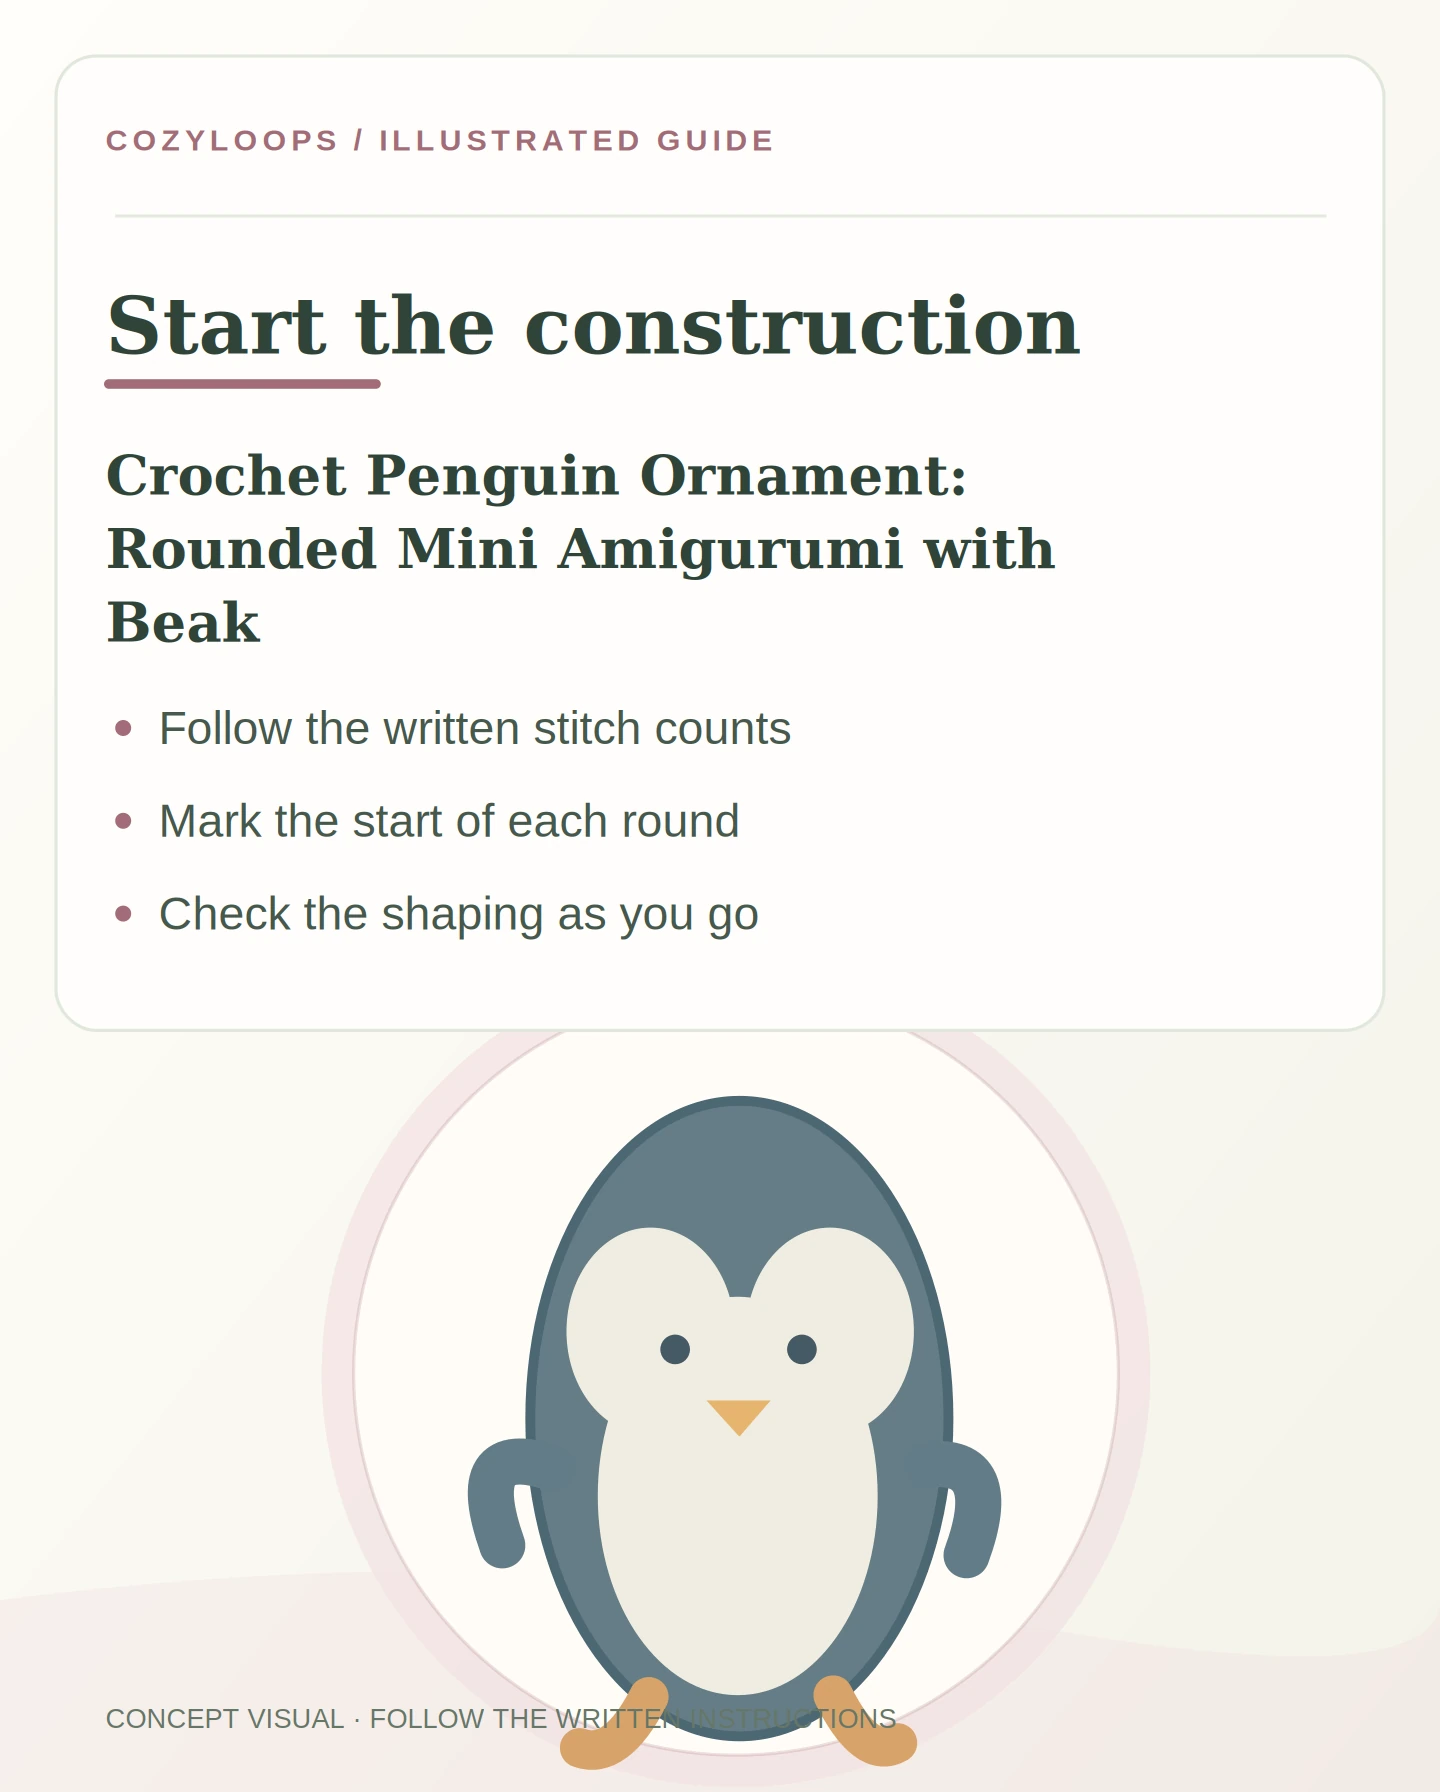 COZYLOOPS / ILLUSTRATED GUIDE
Start the construction
Crochet Penguin Ornament:
Rounded Mini Amigurumi with
Beak
Follow the written stitch counts
Mark the start of each round
Check the shaping as you go
CONCEPT VISUAL · FOLLOW THE WRITTEN INSTRUCTIONS